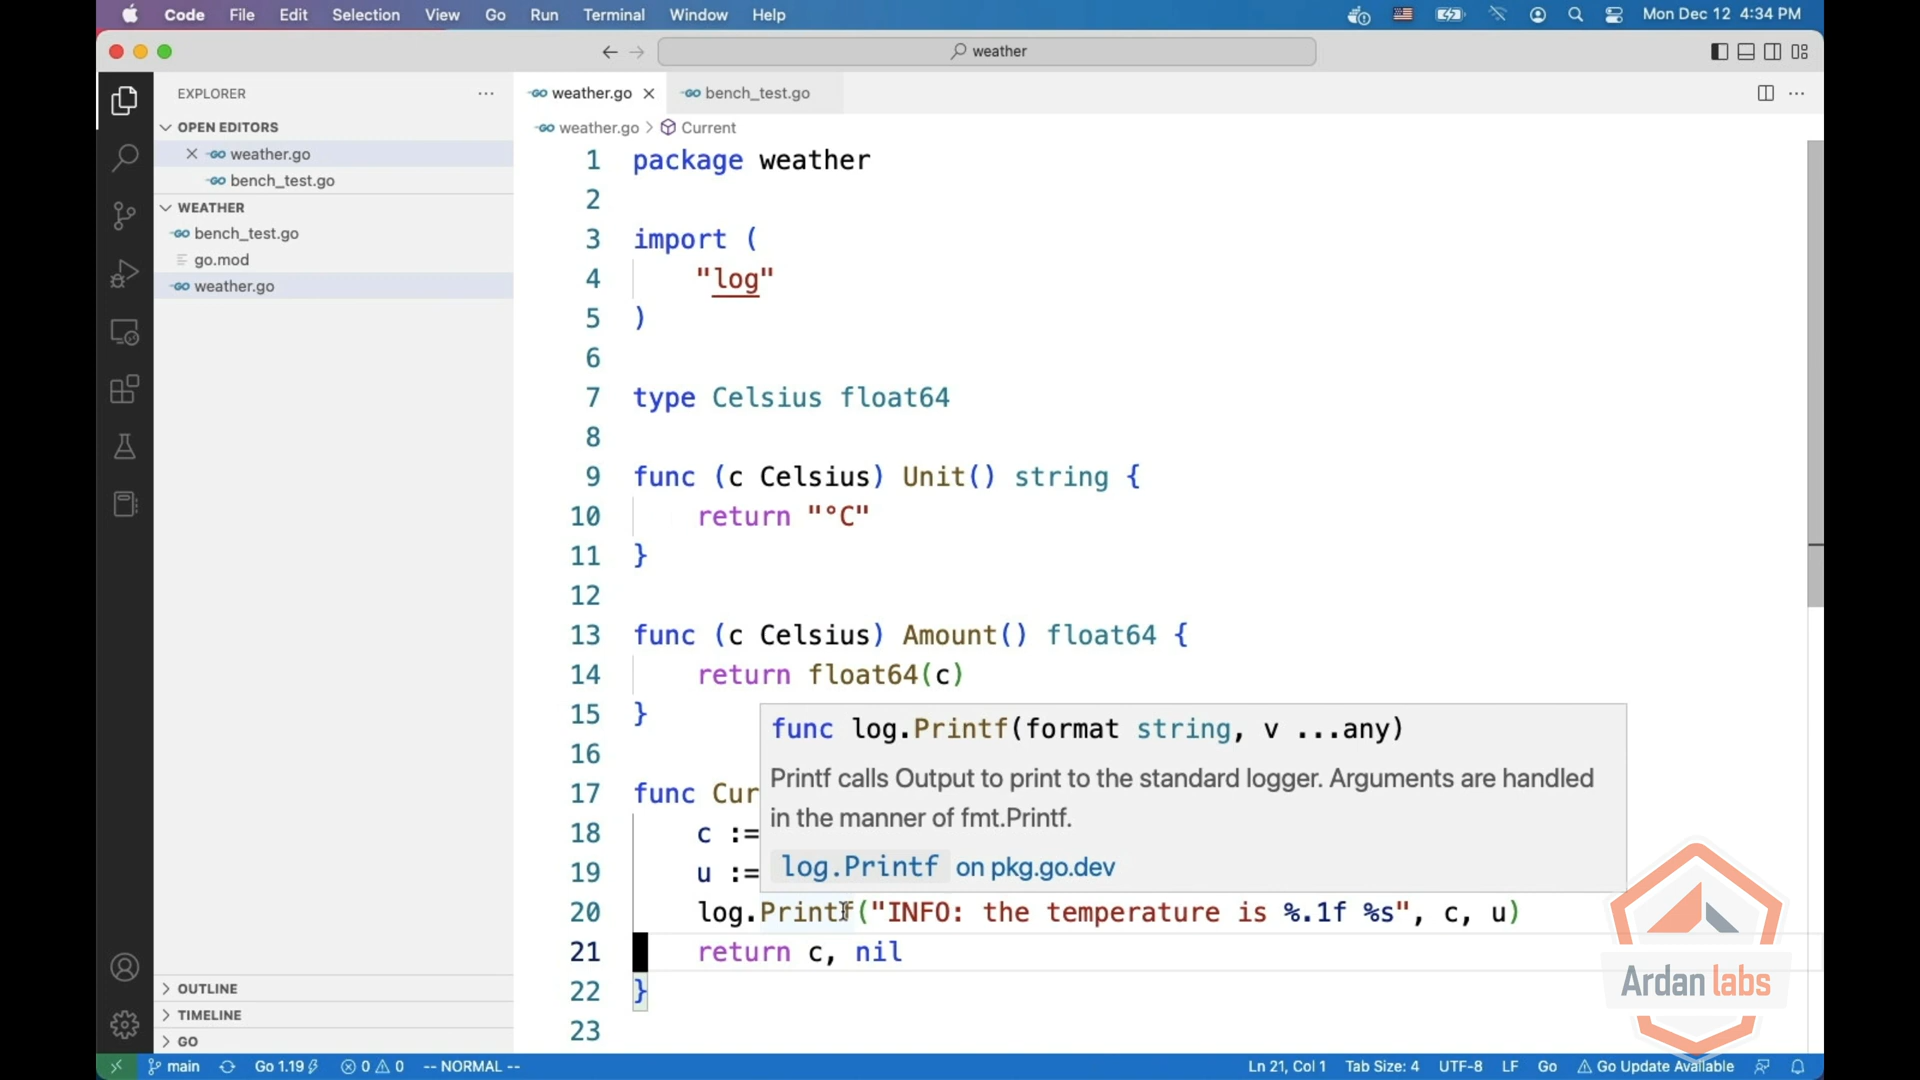 Code File Edit Selection View Go Run Terminal Window Help Mon Dec 12 4:34 PM
weather
EXPLORER
OPEN EDITORS
weather.go
bench_test.go
WEATHER
bench_test.go
go.mod
weather.go
OUTLINE
TIMELINE
GO
weather.go bench_test.go
weather.go > Current
1 package weather
2
3 import (
4 "log"
5 )
6
7 type Celsius float64
8
9 func (c Celsius) Unit() string {
10 return "°C"
11 }
12
13 func (c Celsius) Amount() float64 {
14 return float64(c)
15 }
16
17 func Cur
18 c :=
19 u :=
func log.Printf(format string, v ...any)
Printf calls Output to print to the standard logger. Arguments are handled
in the manner of fmt.Printf.
log.Printf on pkg.go.dev
20 log.Printf("INFO: the temperature is %.1f %s", c, u)
21 return c, nil
22 }
23
Ardan labs
main Go 1.19 0 0 -- NORMAL -- Ln 21, Col 1 Tab Size: 4 UTF-8 LF Go Go Update Available